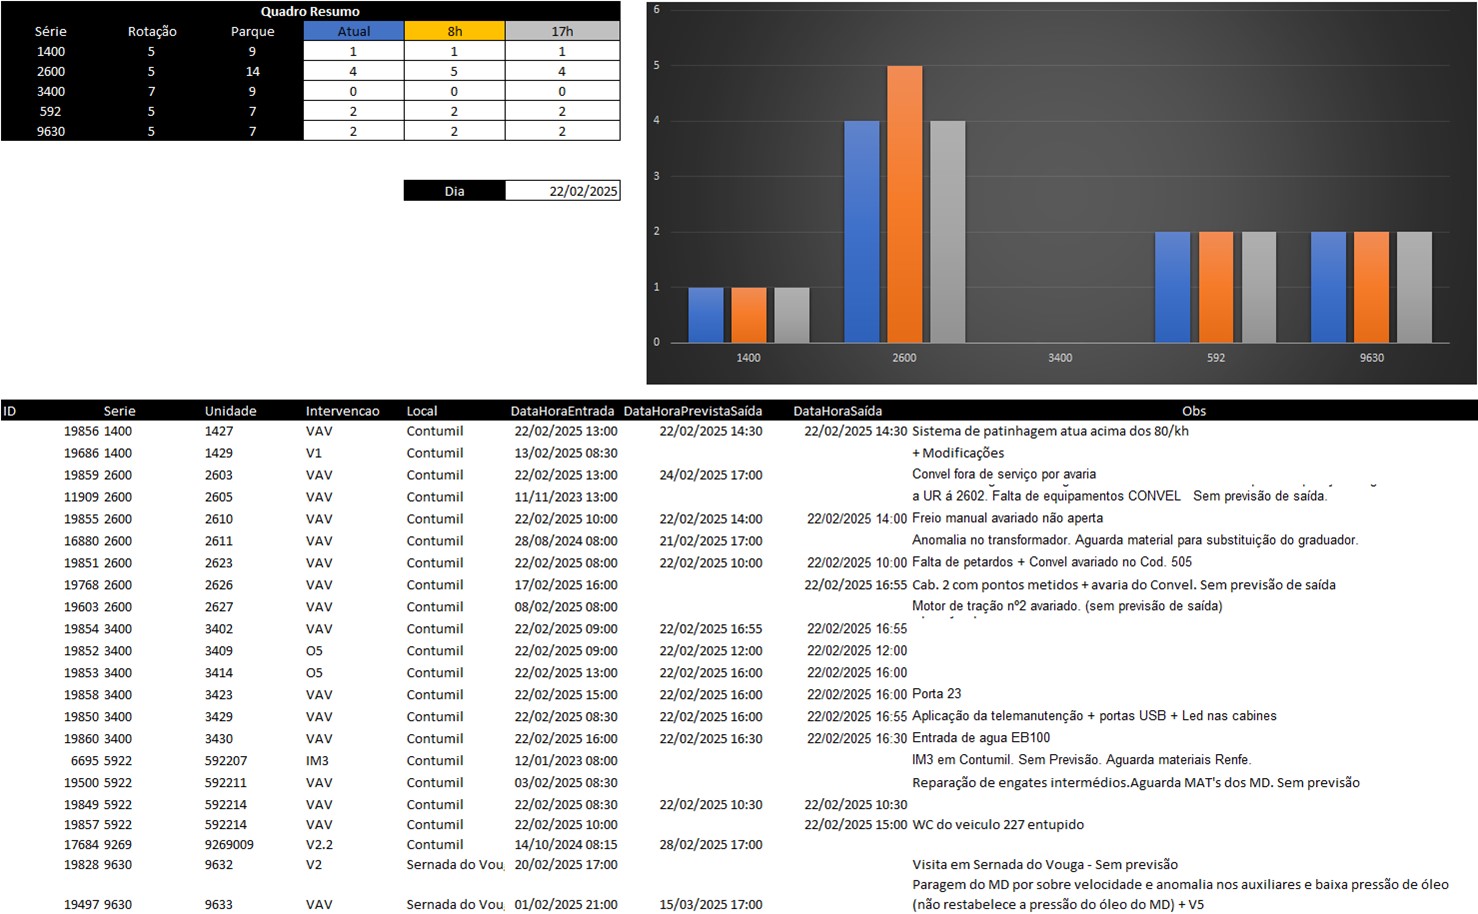 Quadro Resumo
Série Rotação Parque Atual 8h 17h
1400 5 9 1 1 1
2600 5 14 4 5 4
3400 7 9 0 0 0
592 5 7 2 2 2
9630 5 7 2 2 2
Dia 22/02/2025
6
5
4
3
2
1
0
1400 2600 3400 592 9630
ID Serie Unidade Intervencao Local DataHoraEntrada DataHoraPrevistaSaída DataHoraSaída Obs
19856 1400 1427 VAV Contumil 22/02/2025 13:00 22/02/2025 14:30 22/02/2025 14:30 Sistema de patinhagem atua acima dos 80/kh
19686 1400 1429 V1 Contumil 13/02/2025 08:30 + Modificações
19859 2600 2603 VAV Contumil 22/02/2025 13:00 24/02/2025 17:00 Convel fora de serviço por avaria
11909 2600 2605 VAV Contumil 11/11/2023 13:00 a UR á 2602. Falta de equipamentos CONVEL Sem previsão de saída.
19855 2600 2610 VAV Contumil 22/02/2025 10:00 22/02/2025 14:00 22/02/2025 14:00 Freio manual avariado não aperta
16880 2600 2611 VAV Contumil 28/08/2024 08:00 21/02/2025 17:00 Anomalia no transformador. Aguarda material para substituição do graduador.
19851 2600 2623 VAV Contumil 22/02/2025 08:00 22/02/2025 10:00 22/02/2025 10:00 Falta de petardos + Convel avariado no Cod. 505
19768 2600 2626 VAV Contumil 17/02/2025 16:00 22/02/2025 16:55 Cab. 2 com pontos metidos + avaria do Convel. Sem previsão de saída
19603 2600 2627 VAV Contumil 08/02/2025 08:00 Motor de tração nº2 avariado. (sem previsão de saída)
19854 3400 3402 VAV Contumil 22/02/2025 09:00 22/02/2025 16:55 22/02/2025 16:55
19852 3400 3409 O5 Contumil 22/02/2025 09:00 22/02/2025 12:00 22/02/2025 12:00
19853 3400 3414 O5 Contumil 22/02/2025 13:00 22/02/2025 16:00 22/02/2025 16:00
19858 3400 3423 VAV Contumil 22/02/2025 15:00 22/02/2025 16:00 22/02/2025 16:00 Porta 23
19850 3400 3429 VAV Contumil 22/02/2025 08:30 22/02/2025 16:00 22/02/2025 16:55 Aplicação da telemanutenção + portas USB + Led nas cabines
19860 3400 3430 VAV Contumil 22/02/2025 16:00 22/02/2025 16:30 22/02/2025 16:30 Entrada de agua EB100
6695 5922 592207 IM3 Contumil 12/01/2023 08:00 IM3 em Contumil. Sem Previsão. Aguarda materiais Renfe.
19500 5922 592211 VAV Contumil 03/02/2025 08:30 Reparação de engates intermédios.Aguarda MAT's dos MD. Sem previsão
19849 5922 592214 VAV Contumil 22/02/2025 08:30 22/02/2025 10:30 22/02/2025 10:30
19857 5922 592214 VAV Contumil 22/02/2025 10:00 22/02/2025 15:00 WC do veiculo 227 entupido
17684 9269 9269009 V2.2 Contumil 14/10/2024 08:15 28/02/2025 17:00
19828 9630 9632 V2 Sernada do Vou 20/02/2025 17:00 Visita em Sernada do Vouga - Sem previsão
Paragem do MD por sobre velocidade e anomalia nos auxiliares e baixa pressão de óleo
19497 9630 9633 VAV Sernada do Vou 01/02/2025 21:00 15/03/2025 17:00 (não restabelece a pressão do óleo do MD) + V5